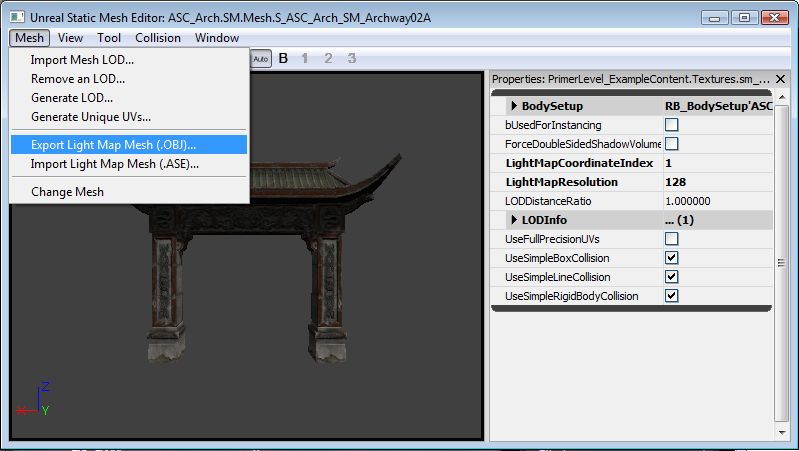 Unreal Static Mesh Editor: ASC_Arch.SM.Mesh.S_ASC_Arch_SM_Archway02A
Mesh View Tool Collision Window
Auto B 1 2 3
Import Mesh LOD...
Remove an LOD...
Generate LOD...
Generate Unique UVs...
Export Light Map Mesh (.OBJ)...
Import Light Map Mesh (.ASE)...
Change Mesh
Z
X Y
Properties: PrimerLevel_ExampleContent.Textures.sm_...
BodySetup RB_BodySetup'ASC
bUsedForInstancing
ForceDoubleSidedShadowVolume
LightMapCoordinateIndex 1
LightMapResolution 128
LODDistanceRatio 1.000000
LODInfo ... (1)
UseFullPrecisionUVs
UseSimpleBoxCollision
UseSimpleLineCollision
UseSimpleRigidBodyCollision